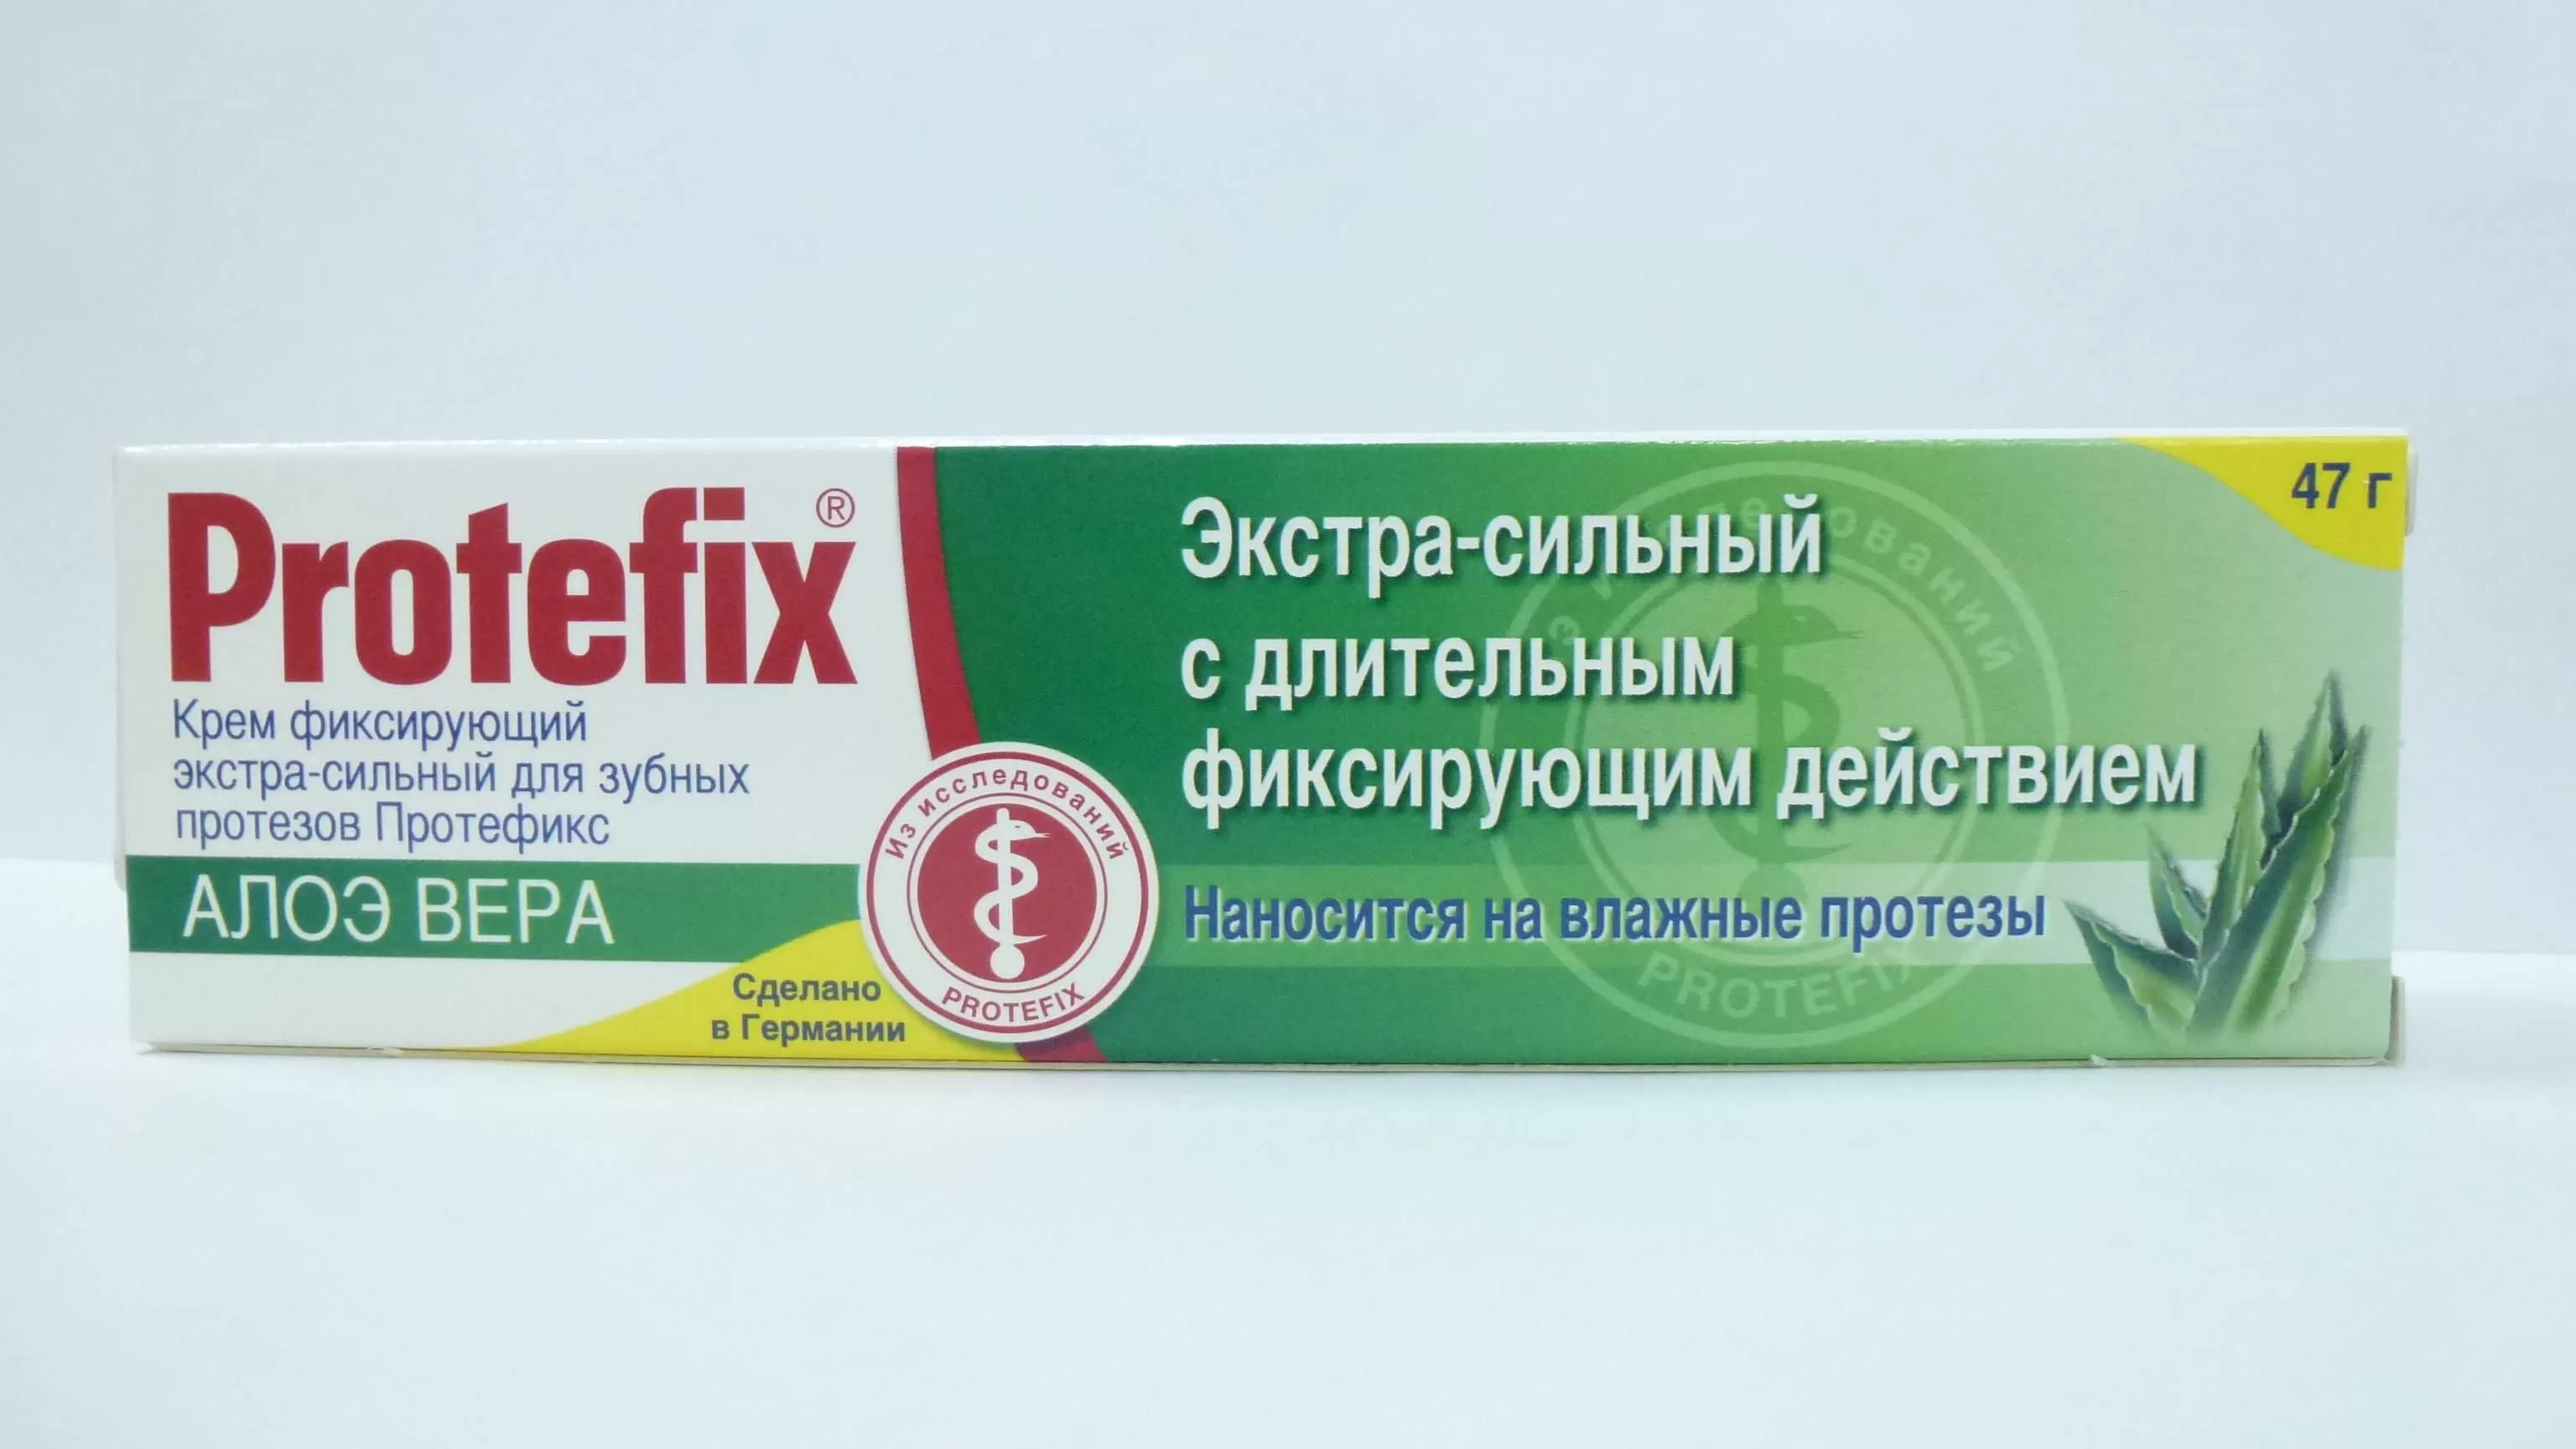 Protefix®
Крем фиксирующий
экстра-сильный для зубных
протезов Протефикс
АЛОЭ ВЕРА
Сделано
в Германии
Из исследований
PROTEFIX
Экстра-сильный
с длительным
фиксирующим действием
Наносится на влажные протезы
47 г
PROTEFIX